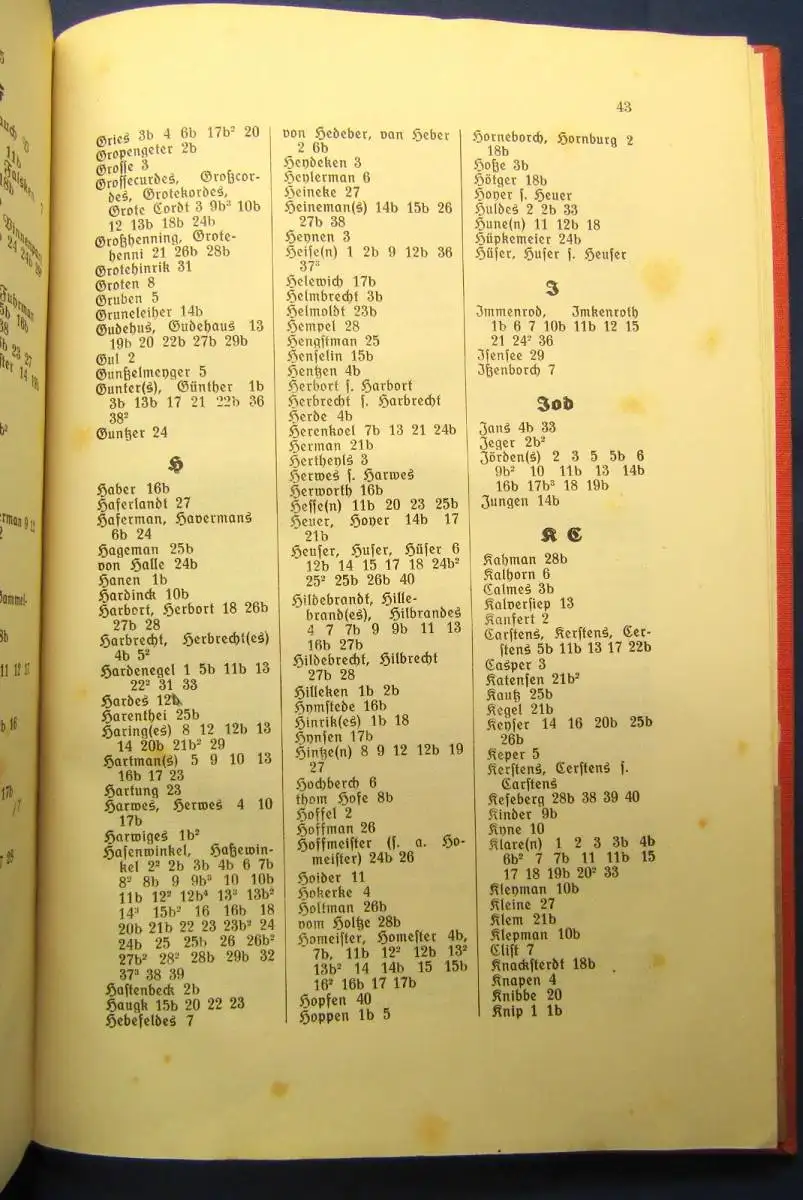 43
Gries 3b 4 6b 17b² 20
Gropengeter 2b
Grosse 3
Grossecurdes, Großcor-
des, Grotekordes,
Grote Cordt 3 9b³ 10b
12 13b 18b 24b
Großhenning, Grote-
henni 21 26b 28b
Grotehinrik 31
Groten 8
Gruben 5
Gruneleiher 14b
Gudehus, Gudehaus 13
19b 20 22b 27b 29b
Gul 2
Gunßelmenger 5
Gunter(s), Günther 1b
3b 13b 17 21 22b 36
38²
Gunßer 24
H
Haber 16b
Haferlandt 27
Haferman, Havermans
6b 24
Hageman 25b
von Halle 24b
Hanen 1b
Hardinck 10b
Harbort, Herbort 18 26b
27b 28
Harbrecht, Herbrecht(es)
4b 5²
Hardenegel 1 5b 11b 13
22² 31 33
Hardes 12b
Harenthei 25b
Haring(es) 8 12 12b 13
14 20b 21b² 29
Hartman(s) 5 9 10 13
16b 17 23
Hartung 23
Harwes, Herwes 4 10
17b
Harwiges 1b²
Hasenwinkel, Haßewin-
kel 2² 2b 3b 4b 6 7b
8² 8b 9 9b³ 10 10b
11b 12² 12b⁴ 13³ 13b²
14³ 15b² 16 16b 18
20b 21b 22 23 23b² 24
24b 25 25b 26 26b²
27b² 28² 28b 29b 32
37³ 38 39
Hastenbeck 2b
Haugk 15b 20 22 23
Hebefeldes 7
von Hedeber, van Heber
2 6b
Heydeken 3
Heylerman 6
Heineke 27
Heineman(s) 14b 15b 26
27b 38
Heynen 3
Heise(n) 1 2b 9 12b 36
37³
Helewich 17b
Helmbrecht 3b
Helmoldt 23b
Hempel 28
Hengstman 25
Henselin 15b
Hentzen 4b
Herbort s. Harbort
Herbrecht s. Harbrecht
Herde 4b
Herenkoel 7b 13 21 24b
Herman 21b
Hertheyls 3
Herwes s. Harwes
Herworth 16b
Hesse(n) 11b 20 23 25b
Heuer, Hoyer 14b 17
21b
Heuser, Huser, Hüser 6
12b 14 15 17 18 24b²
25² 25b 26b 40
Hildebrandt, Hille-
brand(es), Hilbrandes
4 7 7b 9 9b 11 13
16b 27b
Hildebrecht, Hilbrecht
27b 28
Hilleken 1b 2b
Hymstede 16b
Hinrik(es) 1b 18
Hynsen 17b
Hintze(n) 8 9 12 12b 19
27
Hochberch 6
thom Hofe 8b
Hoffel 2
Hoffman 26
Hoffmeister (s. a. Ho-
meister) 24b 26
Hoider 11
Hokerke 4
Holtman 26b
vom Holtze 28b
Homeister, Homester 4b,
7b, 11b 12² 12b 13²
13b² 14 14b 15 15b
16² 16b 17 17b
Hopfen 40
Hoppen 1b 5
Horneborch, Hornburg 2
18b
Hoße 3b
Hötger 18b
Hoyer s. Heuer
Huldes 2 2b 33
Hune(n) 11 12b 18
Hüpkemeier 24b
Hüser, Huser s. Heuser
I
Immenrod, Imkenroth
1b 6 7 10b 11b 12 15
21 24² 36
Isensee 29
Ißenborch 7
Jod
Jans 4b 33
Jeger 2b²
Jörden(s) 2 3 5 5b 6
9b² 10 11b 13 14b
16b 17b³ 18 19b
Jungen 14b
K C
Kahman 28b
Kalhorn 6
Calmes 3b
Kalversiep 13
Kanfert 2
Carstens, Kerstens, Cer-
stens 5b 11b 13 17 22b
Casper 3
Katensen 21b²
Kautz 25b
Kegel 21b
Keyser 14 16 20b 25b
26b
Keper 5
Kerstens, Cerstens s.
Carstens
Keseberg 28b 38 39 40
Kinder 9b
Kyne 10
Klare(n) 1 2 3 3b 4b
6b² 7 7b 11 11b 15
17 18 19b 20² 33
Kleyman 10b
Kleine 27
Klem 21b
Klepman 10b
Clist 7
Knacksterdt 18b
Knapen 4
Knibbe 20
Knip 1 1b